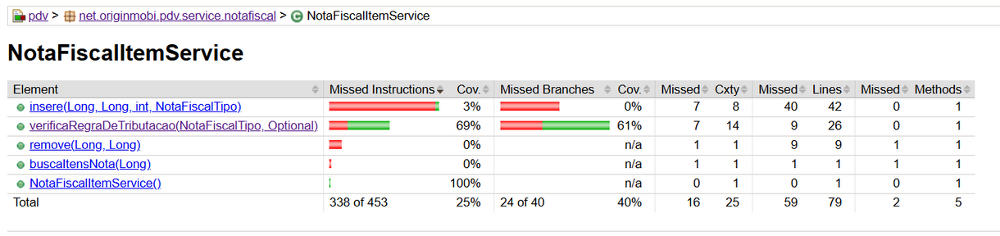 pdv > net.originmobi.pdv.service.notafiscal > NotaFiscalItemService
NotaFiscalItemService
Element Missed Instructions Cov. Missed Branches Cov. Missed Cxty Missed Lines Missed Methods
insere(Long, Long, int, NotaFiscalTipo) 3% 0% 7 8 40 42 0 1
verificaRegraDeTributacao(NotaFiscalTipo, Optional) 69% 61% 7 14 9 26 0 1
remove(Long, Long) 0% n/a 1 1 9 9 1 1
buscaItensNota(Long) 0% n/a 1 1 1 1 1 1
NotaFiscalItemService() 100% n/a 0 1 0 1 0 1
Total 338 of 453 25% 24 of 40 40% 16 25 59 79 2 5